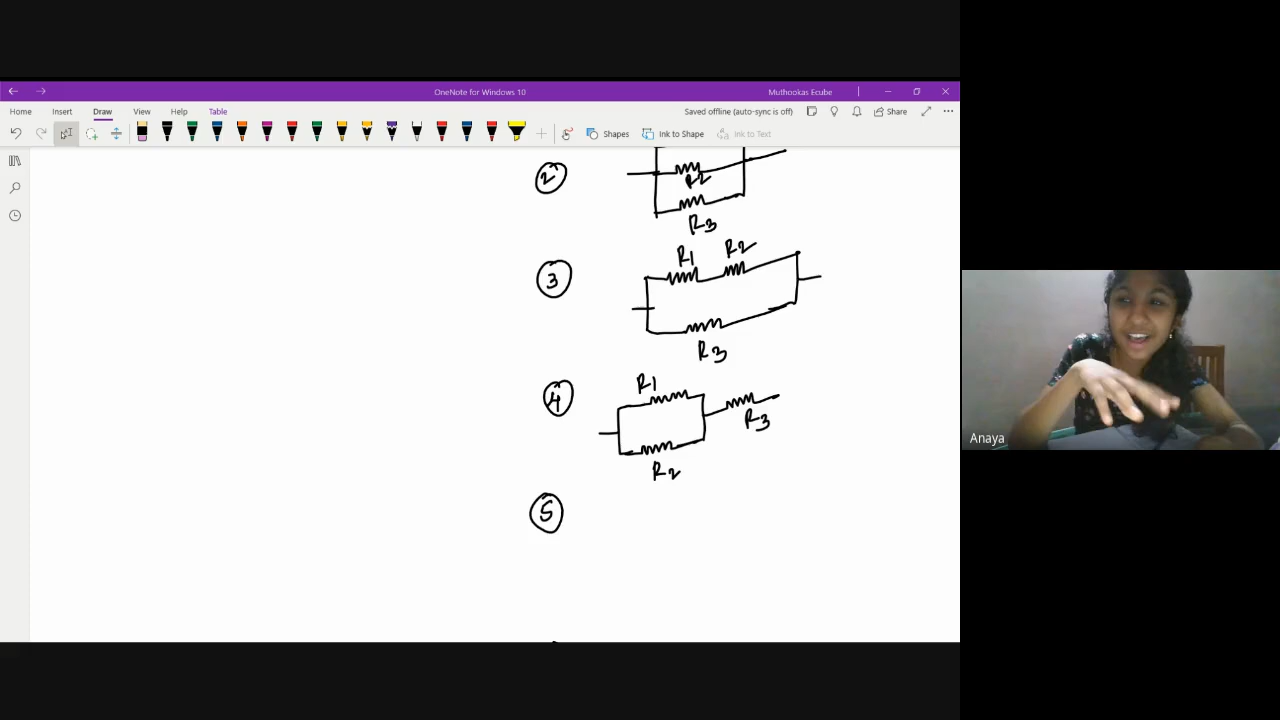 OneNote for Windows 10
Muthookas Ecube
Home Insert Draw View Help Table
Saved offline (auto-sync is off)
Share
Shapes
Ink to Shape
Ink to Text
2
R2
R3
3
R1 R2
R3
4
R1
R3
R2
5
Anaya